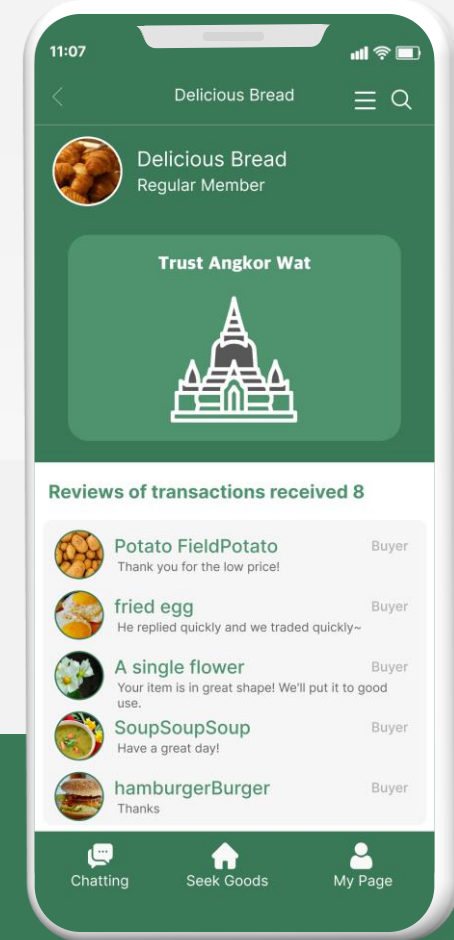 11:07
Delicious Bread
Delicious Bread
Regular Member
Trust Angkor Wat
Reviews of transactions received 8
Potato FieldPotato
Buyer
Thank you for the low price!
fried egg
Buyer
He replied quickly and we traded quickly~
A single flower
Buyer
Your item is in great shape! We'll put it to good
use.
SoupSoupSoup
Buyer
Have a great day!
hamburgerBurger
Buyer
Thanks
Chatting
Seek Goods
My Page